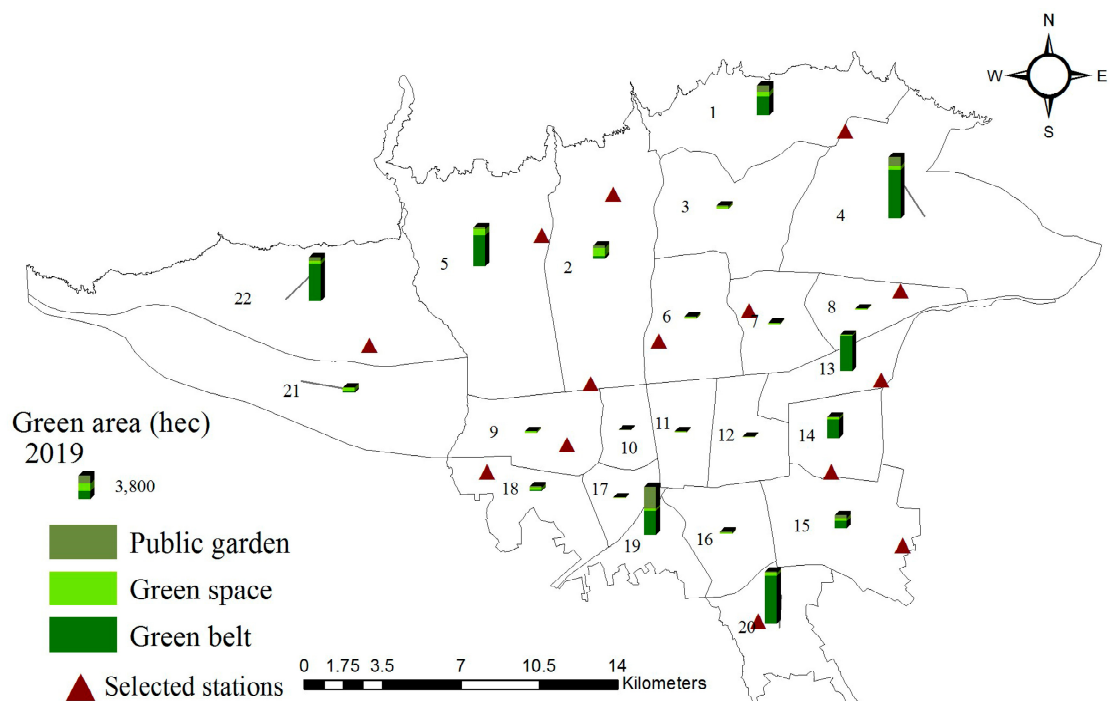 N
W E
S
1
3
4
5
2
22
6
7
8
13
21
9
10
11
12
14
18
17
19
16
15
20
Green area (hec)
2019
3,800
Public garden
Green space
Green belt
Selected stations
0 1.75 3.5 7 10.5 14
Kilometers